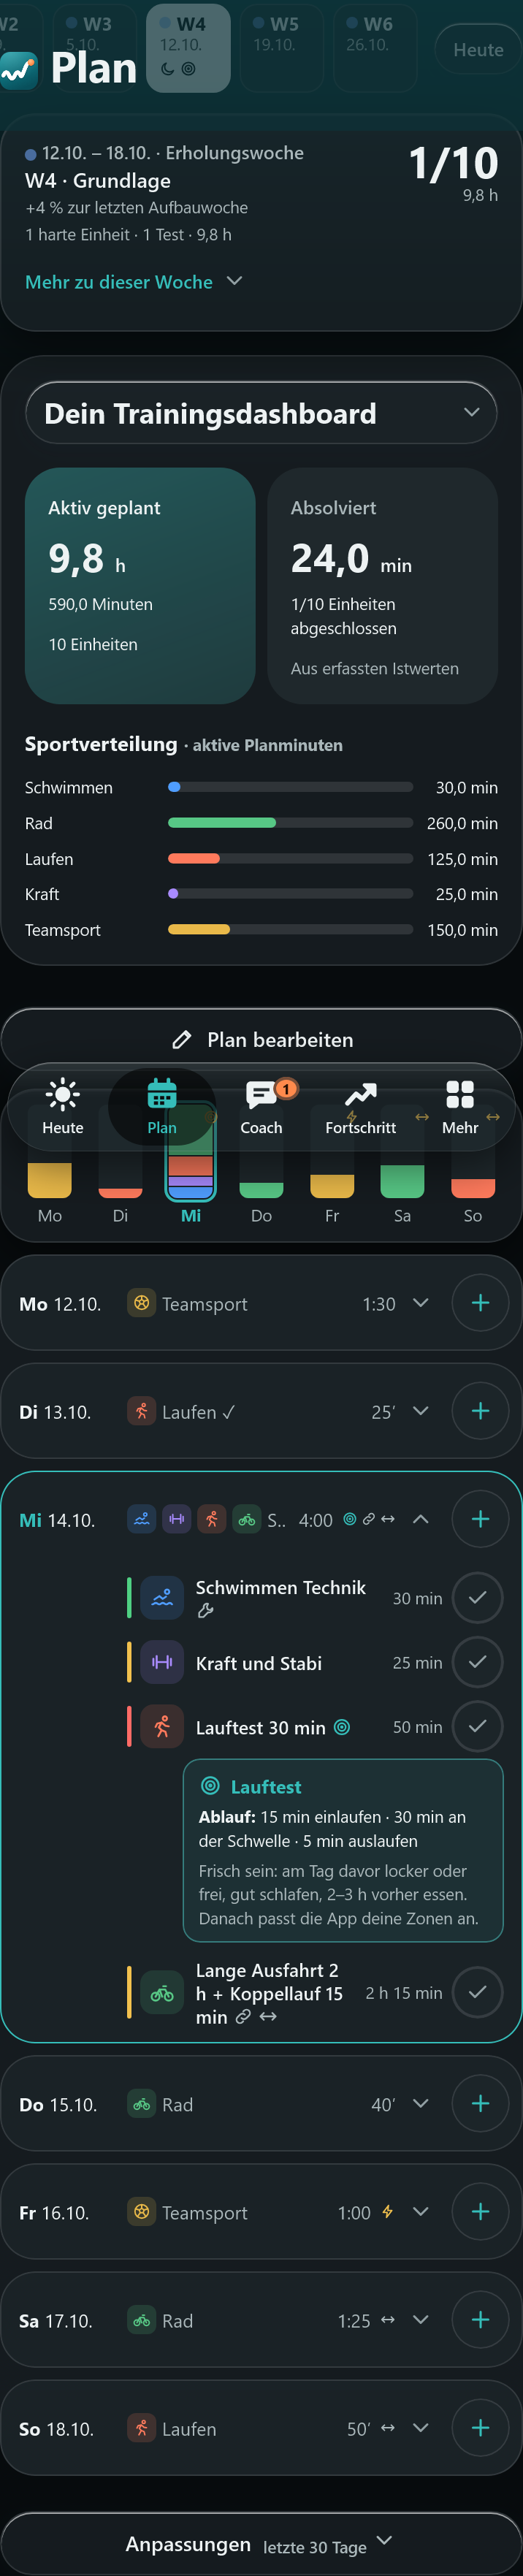 W2
W3
W4
W5
W6
5.10.
12.10.
19.10.
26.10.
Plan
Heute
12.10. – 18.10. · Erholungswoche
W4 · Grundlage
+4 % zur letzten Aufbauwoche
1 harte Einheit · 1 Test · 9,8 h
1/10
9,8 h
Mehr zu dieser Woche
Dein Trainingsdashboard
Aktiv geplant
9,8 h
590,0 Minuten
10 Einheiten
Absolviert
24,0 min
1/10 Einheiten
abgeschlossen
Aus erfassten Istwerten
Sportverteilung · aktive Planminuten
Schwimmen 30,0 min
Rad 260,0 min
Laufen 125,0 min
Kraft 25,0 min
Teamsport 150,0 min
Plan bearbeiten
Heute
Plan
Coach
1
Fortschritt
Mehr
Mo Di Mi Do Fr Sa So
Mo 12.10. Teamsport 1:30
Di 13.10. Laufen ✓ 25′
Mi 14.10. S.. 4:00
Schwimmen Technik 30 min
Kraft und Stabi 25 min
Lauftest 30 min 50 min
Lauftest
Ablauf: 15 min einlaufen · 30 min an
der Schwelle · 5 min auslaufen
Frisch sein: am Tag davor locker oder
frei, gut schlafen, 2–3 h vorher essen.
Danach passt die App deine Zonen an.
Lange Ausfahrt 2
h + Koppellauf 15
min
2 h 15 min
Do 15.10. Rad 40′
Fr 16.10. Teamsport 1:00
Sa 17.10. Rad 1:25
So 18.10. Laufen 50′
Anpassungen letzte 30 Tage